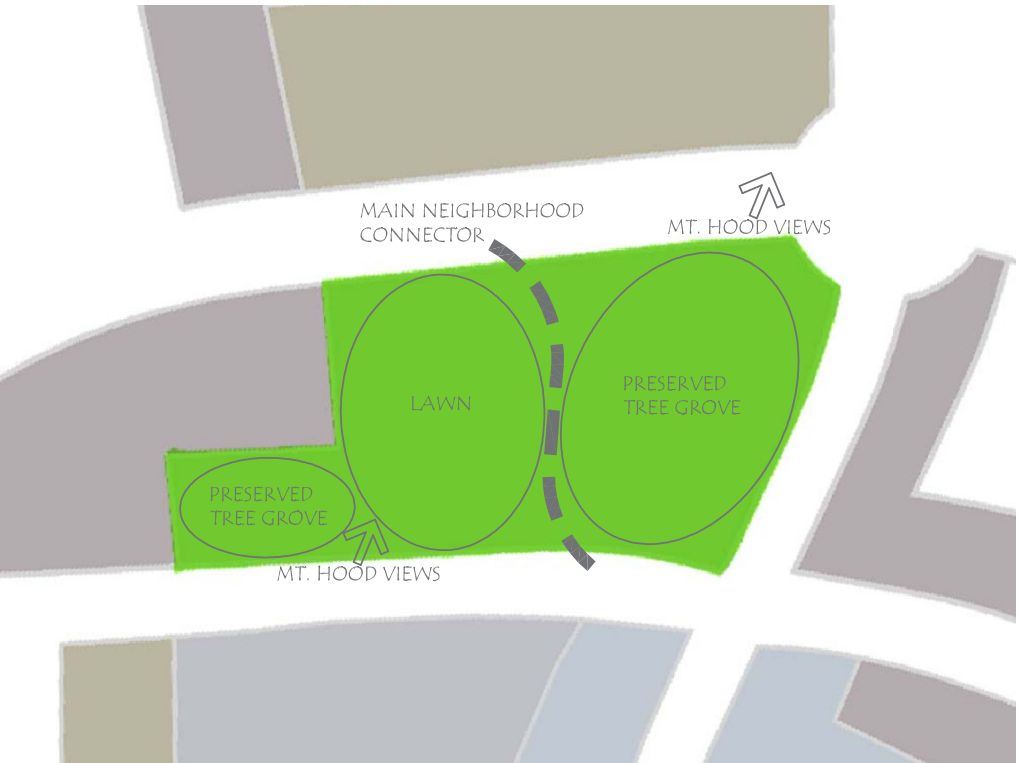 MAIN NEIGHBORHOOD
CONNECTOR
MT. HOOD VIEWS
LAWN
PRESERVED
TREE GROVE
PRESERVED
TREE GROVE
MT. HOOD VIEWS